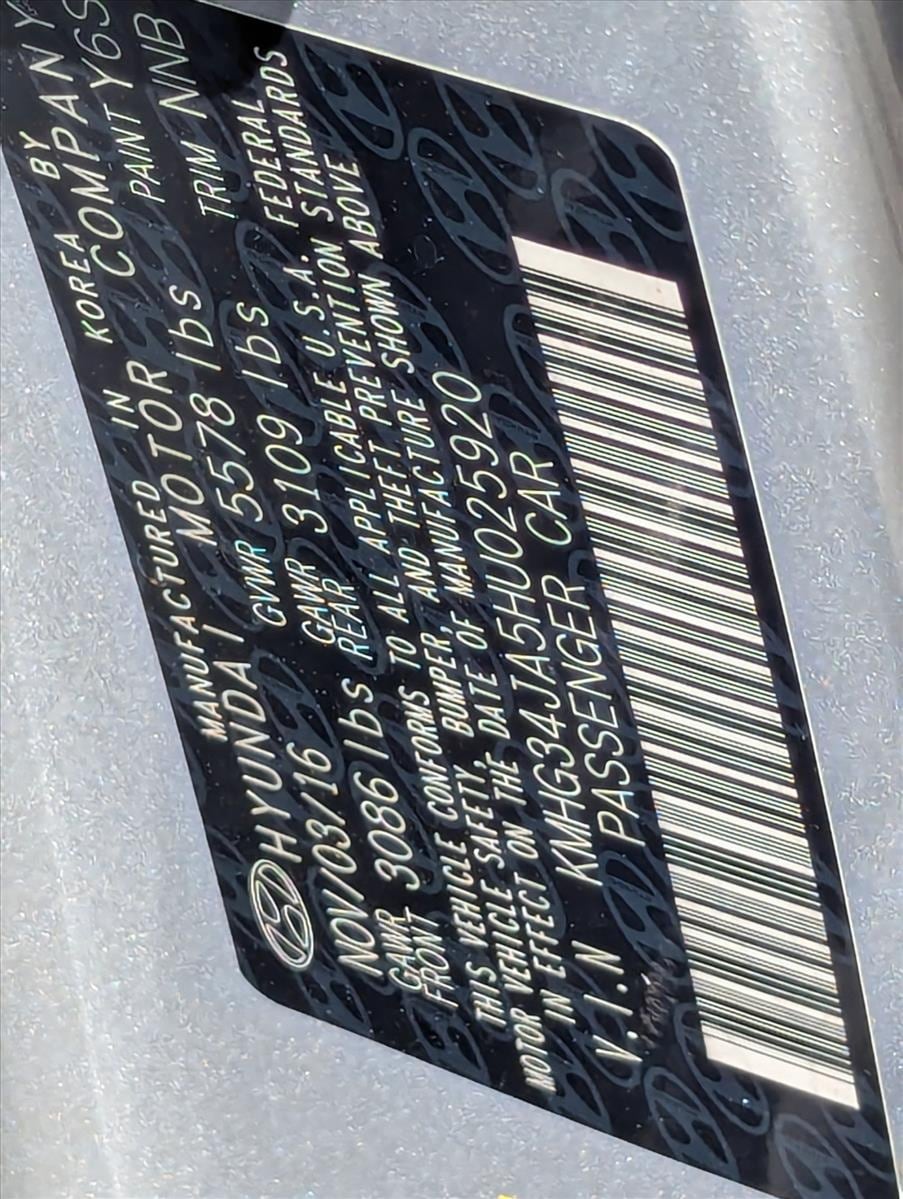 MANUFACTURED IN KOREA BY
HYUNDAI MOTOR COMPANY
NOV/03/16 GVWR 5578 lbs PAINT Y6S
GAWR FRONT 3086 lbs GAWR REAR 3109 lbs TRIM NNB
THIS VEHICLE CONFORMS TO ALL APPLICABLE U.S.A. FEDERAL
MOTOR VEHICLE SAFETY, BUMPER, AND THEFT PREVENTION STANDARDS
IN EFFECT ON THE DATE OF MANUFACTURE SHOWN ABOVE
V.I.N KMHG34JA5HU025920
PASSENGER CAR